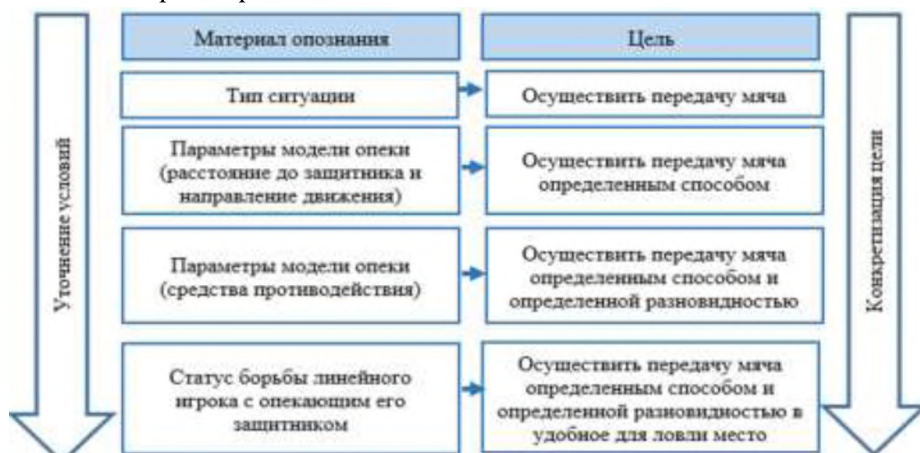 Материал опознания
Цель
Тип ситуации
Осуществить передачу мяча
Параметры модели опеки
(расстояние до защитника и
направление движения)
Осуществить передачу мяча
определенным способом
Параметры модели опеки
(средства противодействия)
Осуществить передачу мяча
определенным способом и
определенной разновидностью
Статус борьбы линейного
игрока с опекающим его
защитником
Осуществить передачу мяча
определенным способом и
определенной разновидностью в
удобное для ловли место
Уточнение условий
Конкретизация цели